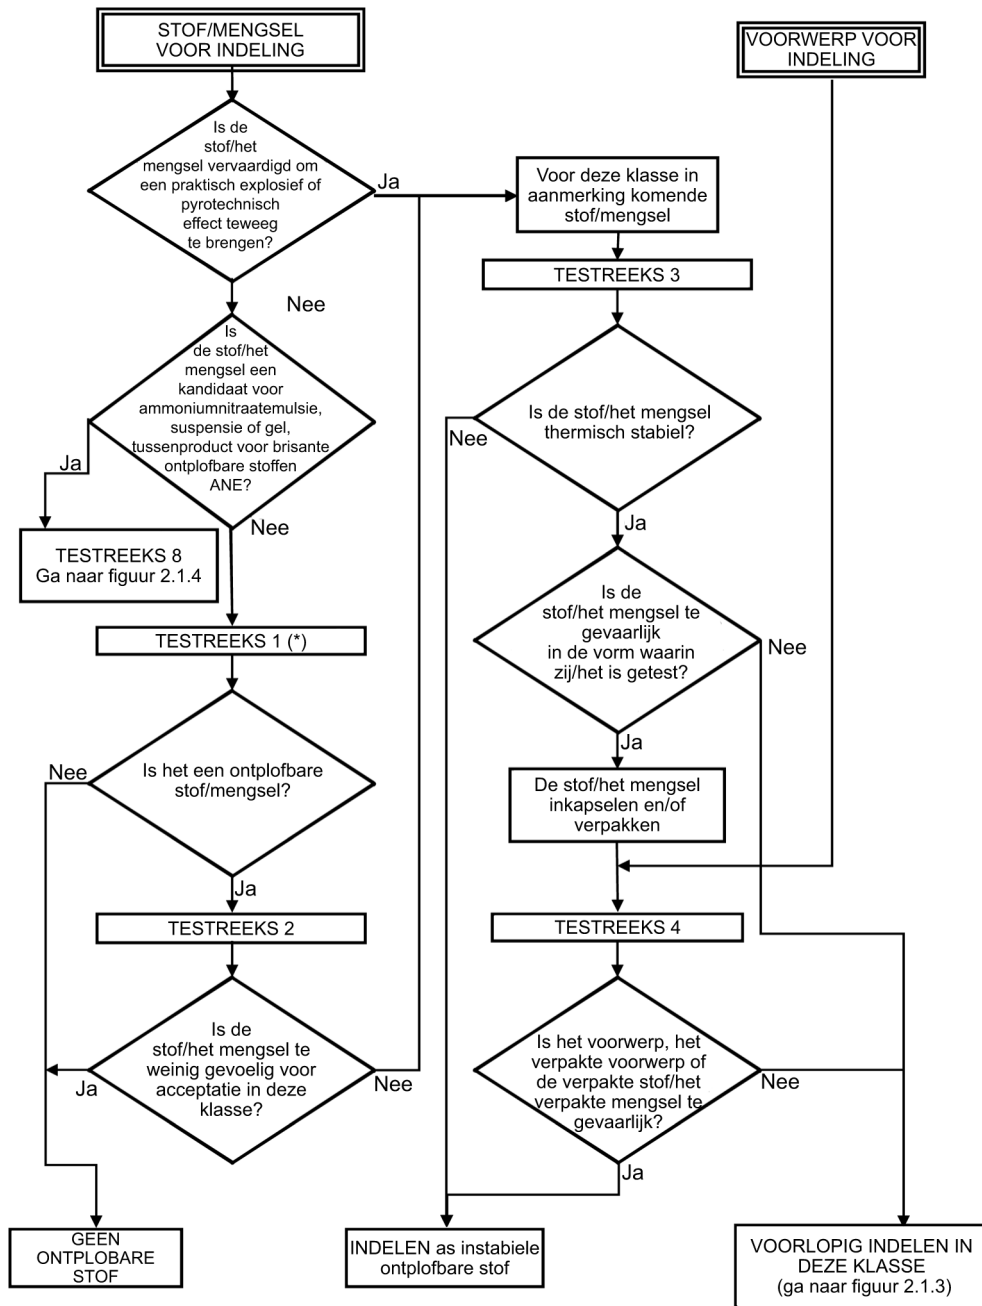 STOF/MENGSEL
VOOR INDELING
VOORWERP VOOR
INDELING
Is de
stof/het
mengsel vervaardigd om
een praktisch explosief of
pyrotechnisch
effect teweeg
te brengen?
Ja
Voor deze klasse in
aanmerking komende
stof/mengsel
TESTREEKS 3
Nee
Is
de stof/het
mengsel een
kandidaat voor
ammoniumnitraatemulsie,
suspensie of gel,
tussenproduct voor brisante
ontplofbare stoffen
ANE?
Is de stof/het mengsel
thermisch stabiel?
Nee
Ja
Ja
Nee
TESTREEKS 8
Ga naar figuur 2.1.4
Is de
stof/het mengsel te
gevaarlijk
in de vorm waarin
zij/het is getest?
Nee
TESTREEKS 1 (*)
Ja
Nee
Is het een ontplofbare
stof/mengsel?
De stof/het mengsel
inkapselen en/of
verpakken
Ja
TESTREEKS 2
TESTREEKS 4
Is de
stof/het mengsel te
weinig gevoelig voor
acceptatie in deze
klasse?
Ja
Nee
Is het voorwerp, het
verpakte voorwerp of
de verpakte stof/het
verpakte mengsel te
gevaarlijk?
Nee
Ja
GEEN
ONTPLOBARE
STOF
INDELEN as instabiele
ontplofbare stof
VOORLOPIG INDELEN IN
DEZE KLASSE
(ga naar figuur 2.1.3)